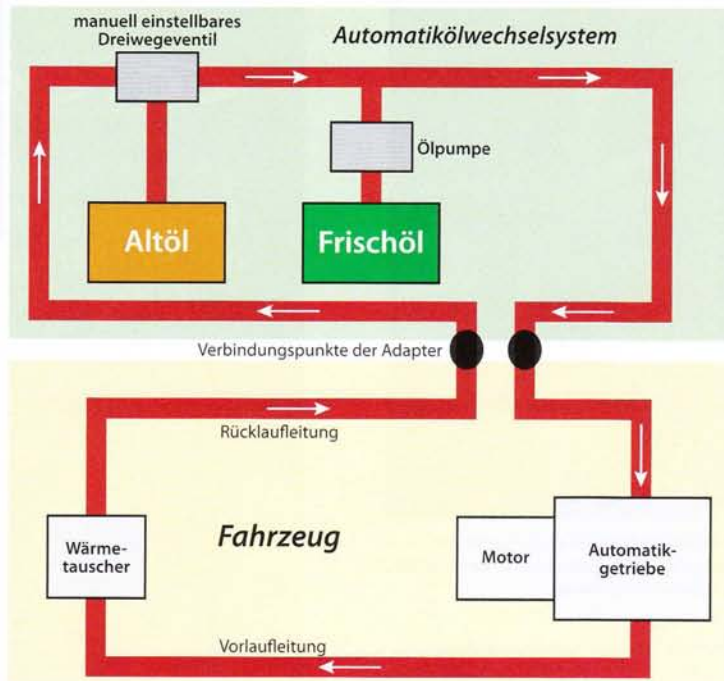 manuell einstellbares
Dreiwegeventil
Automatikölwechselsystem
Ölpumpe
Altöl
Frischöl
Verbindungspunkte der Adapter
Rücklaufleitung
Fahrzeug
Wärme-
tauscher
Motor
Automatik-
getriebe
Vorlaufleitung